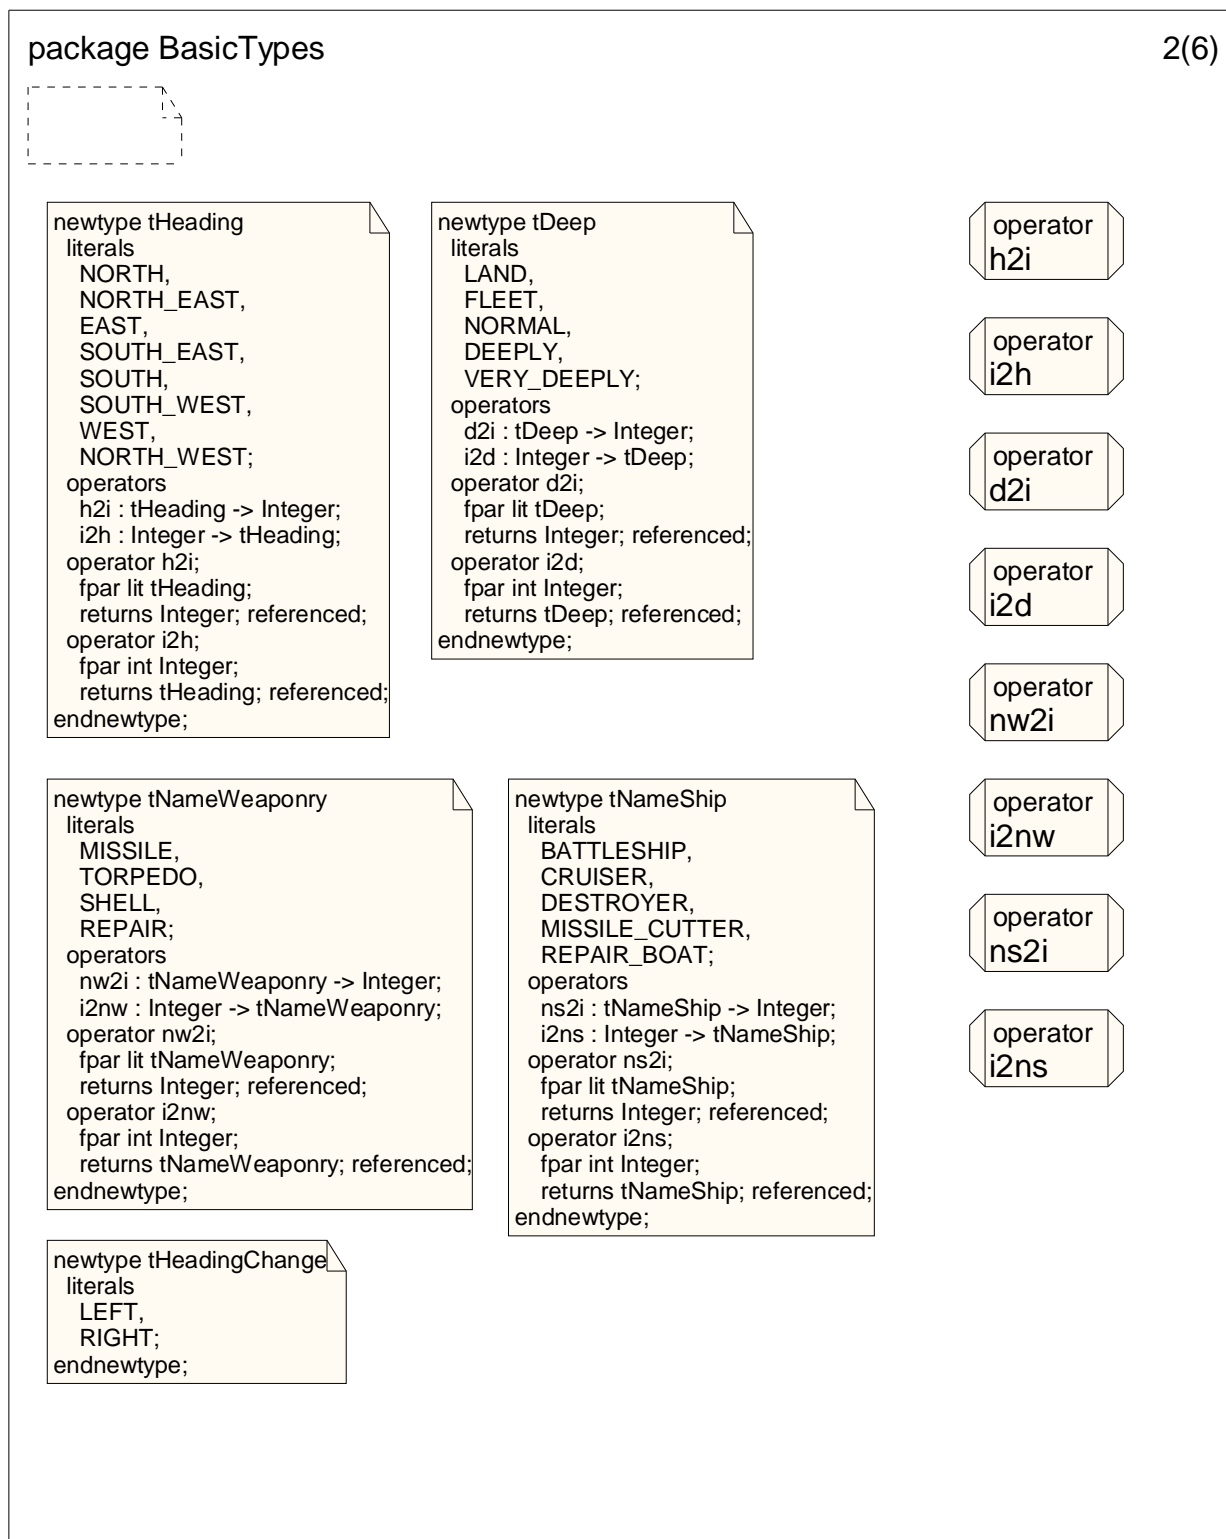 package BasicTypes
2(6)
newtype tHeading
literals
NORTH,
NORTH_EAST,
EAST,
SOUTH_EAST,
SOUTH,
SOUTH_WEST,
WEST,
NORTH_WEST;
operators
h2i : tHeading -> Integer;
i2h : Integer -> tHeading;
operator h2i;
fpar lit tHeading;
returns Integer; referenced;
operator i2h;
fpar int Integer;
returns tHeading; referenced;
endnewtype;
newtype tDeep
literals
LAND,
FLEET,
NORMAL,
DEEPLY,
VERY_DEEPLY;
operators
d2i : tDeep -> Integer;
i2d : Integer -> tDeep;
operator d2i;
fpar lit tDeep;
returns Integer; referenced;
operator i2d;
fpar int Integer;
returns tDeep; referenced;
endnewtype;
newtype tNameWeaponry
literals
MISSILE,
TORPEDO,
SHELL,
REPAIR;
operators
nw2i : tNameWeaponry -> Integer;
i2nw : Integer -> tNameWeaponry;
operator nw2i;
fpar lit tNameWeaponry;
returns Integer; referenced;
operator i2nw;
fpar int Integer;
returns tNameWeaponry; referenced;
endnewtype;
newtype tNameShip
literals
BATTLESHIP,
CRUISER,
DESTROYER,
MISSILE_CUTTER,
REPAIR_BOAT;
operators
ns2i : tNameShip -> Integer;
i2ns : Integer -> tNameShip;
operator ns2i;
fpar lit tNameShip;
returns Integer; referenced;
operator i2ns;
fpar int Integer;
returns tNameShip; referenced;
endnewtype;
newtype tHeadingChange
literals
LEFT,
RIGHT;
endnewtype;
operator
h2i
operator
i2h
operator
d2i
operator
i2d
operator
nw2i
operator
i2nw
operator
ns2i
operator
i2ns